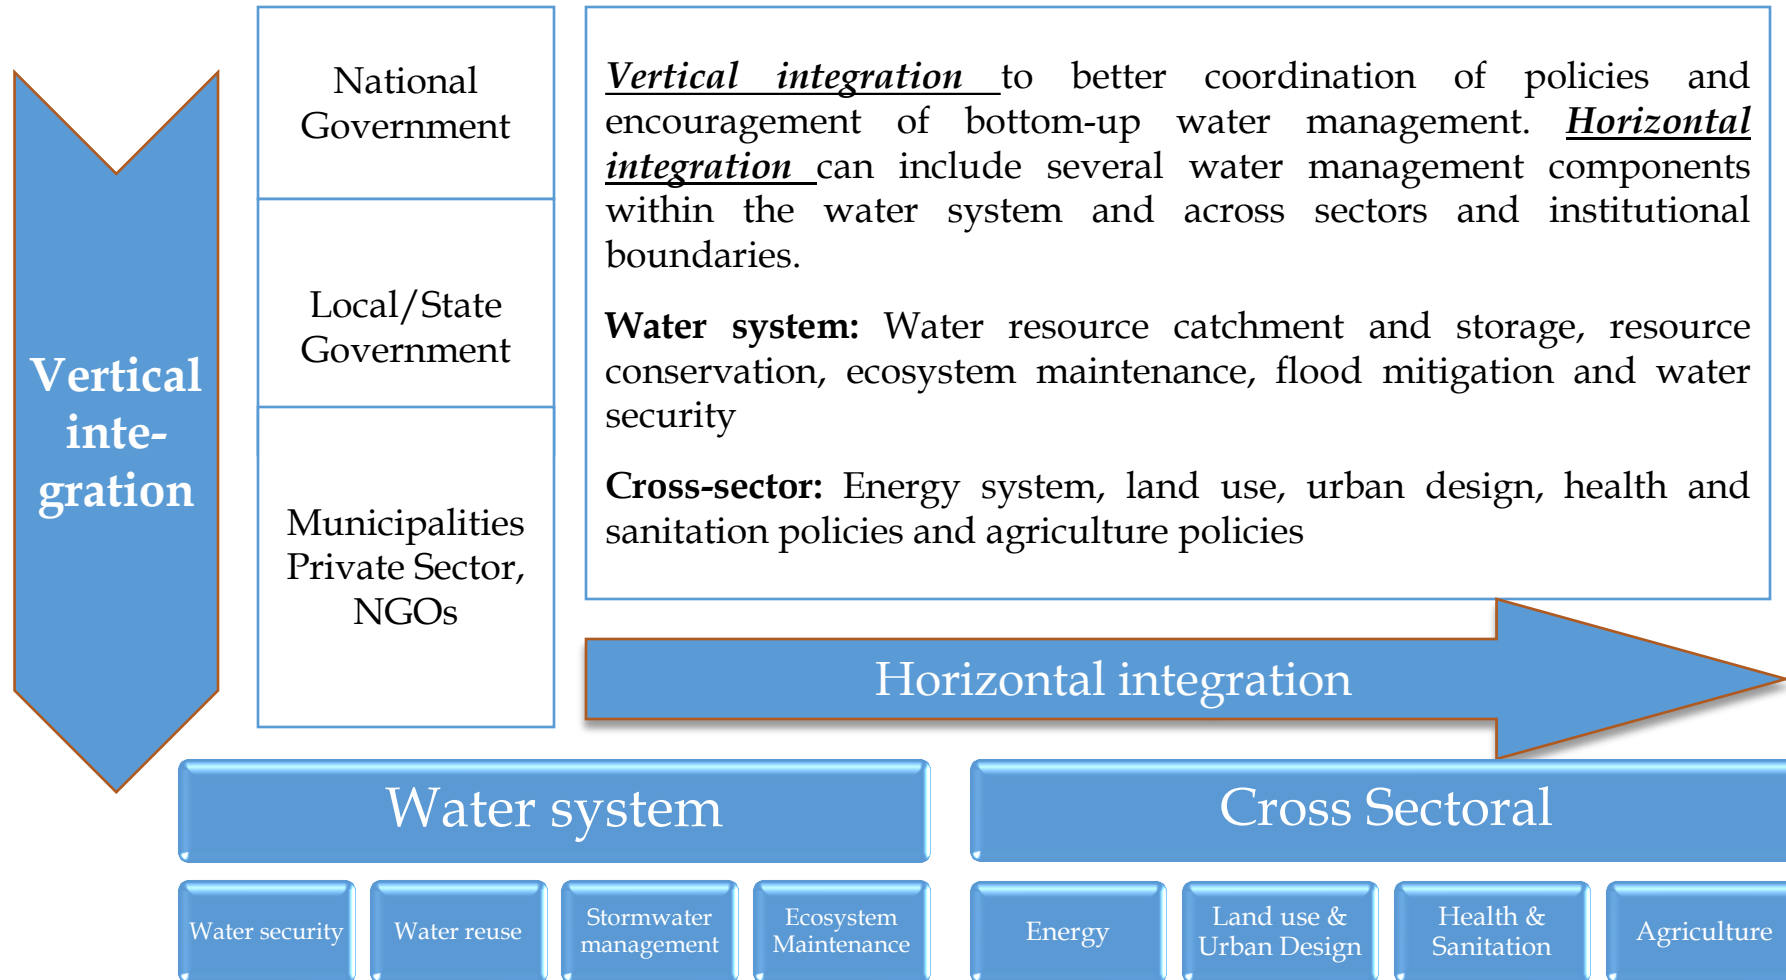 Vertical
inte-
gration
National
Government
Local/State
Government
Municipalities
Private Sector,
NGOs
Vertical integration to better coordination of policies and
encouragement of bottom-up water management. Horizontal
integration can include several water management components
within the water system and across sectors and institutional
boundaries.
Water system: Water resource catchment and storage, resource
conservation, ecosystem maintenance, flood mitigation and water
security
Cross-sector: Energy system, land use, urban design, health and
sanitation policies and agriculture policies
Horizontal integration
Water system
Cross Sectoral
Water security
Water reuse
Stormwater
management
Ecosystem
Maintenance
Energy
Land use &
Urban Design
Health &
Sanitation
Agriculture